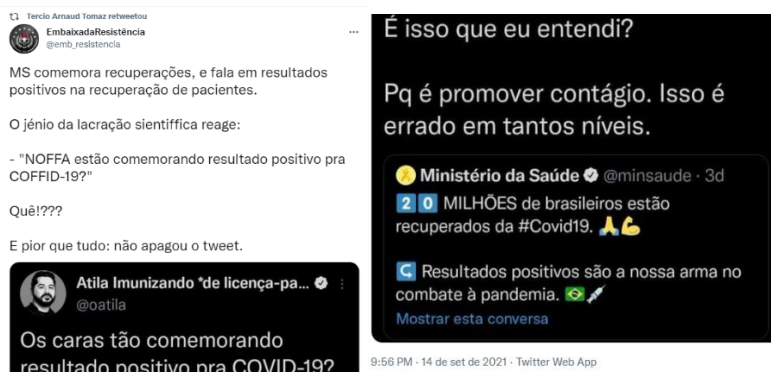 Tercio Arnaud Tomaz retweetou
EmbaixadaResistência
@emb_resistencia
MS comemora recuperações, e fala em resultados
positivos na recuperação de pacientes.
O jénio da lacração sientiffica reage:
- "NOFFA estão comemorando resultado positivo pra
COFFID-19?"
Quê!???
E pior que tudo: não apagou o tweet.
Atila Imunizando *de licença-pa...
@oatila
Os caras tão comemorando
resultado positivo pra COVID-19?
É isso que eu entendi?
Pq é promover contágio. Isso é
errado em tantos níveis.
Ministério da Saúde @minsaude · 3d
20 MILHÕES de brasileiros estão
recuperados da #Covid19. 🙏💪
↪ Resultados positivos são a nossa arma no
combate à pandemia. 🇧🇷💉
Mostrar esta conversa
9:56 PM · 14 de set de 2021 · Twitter Web App